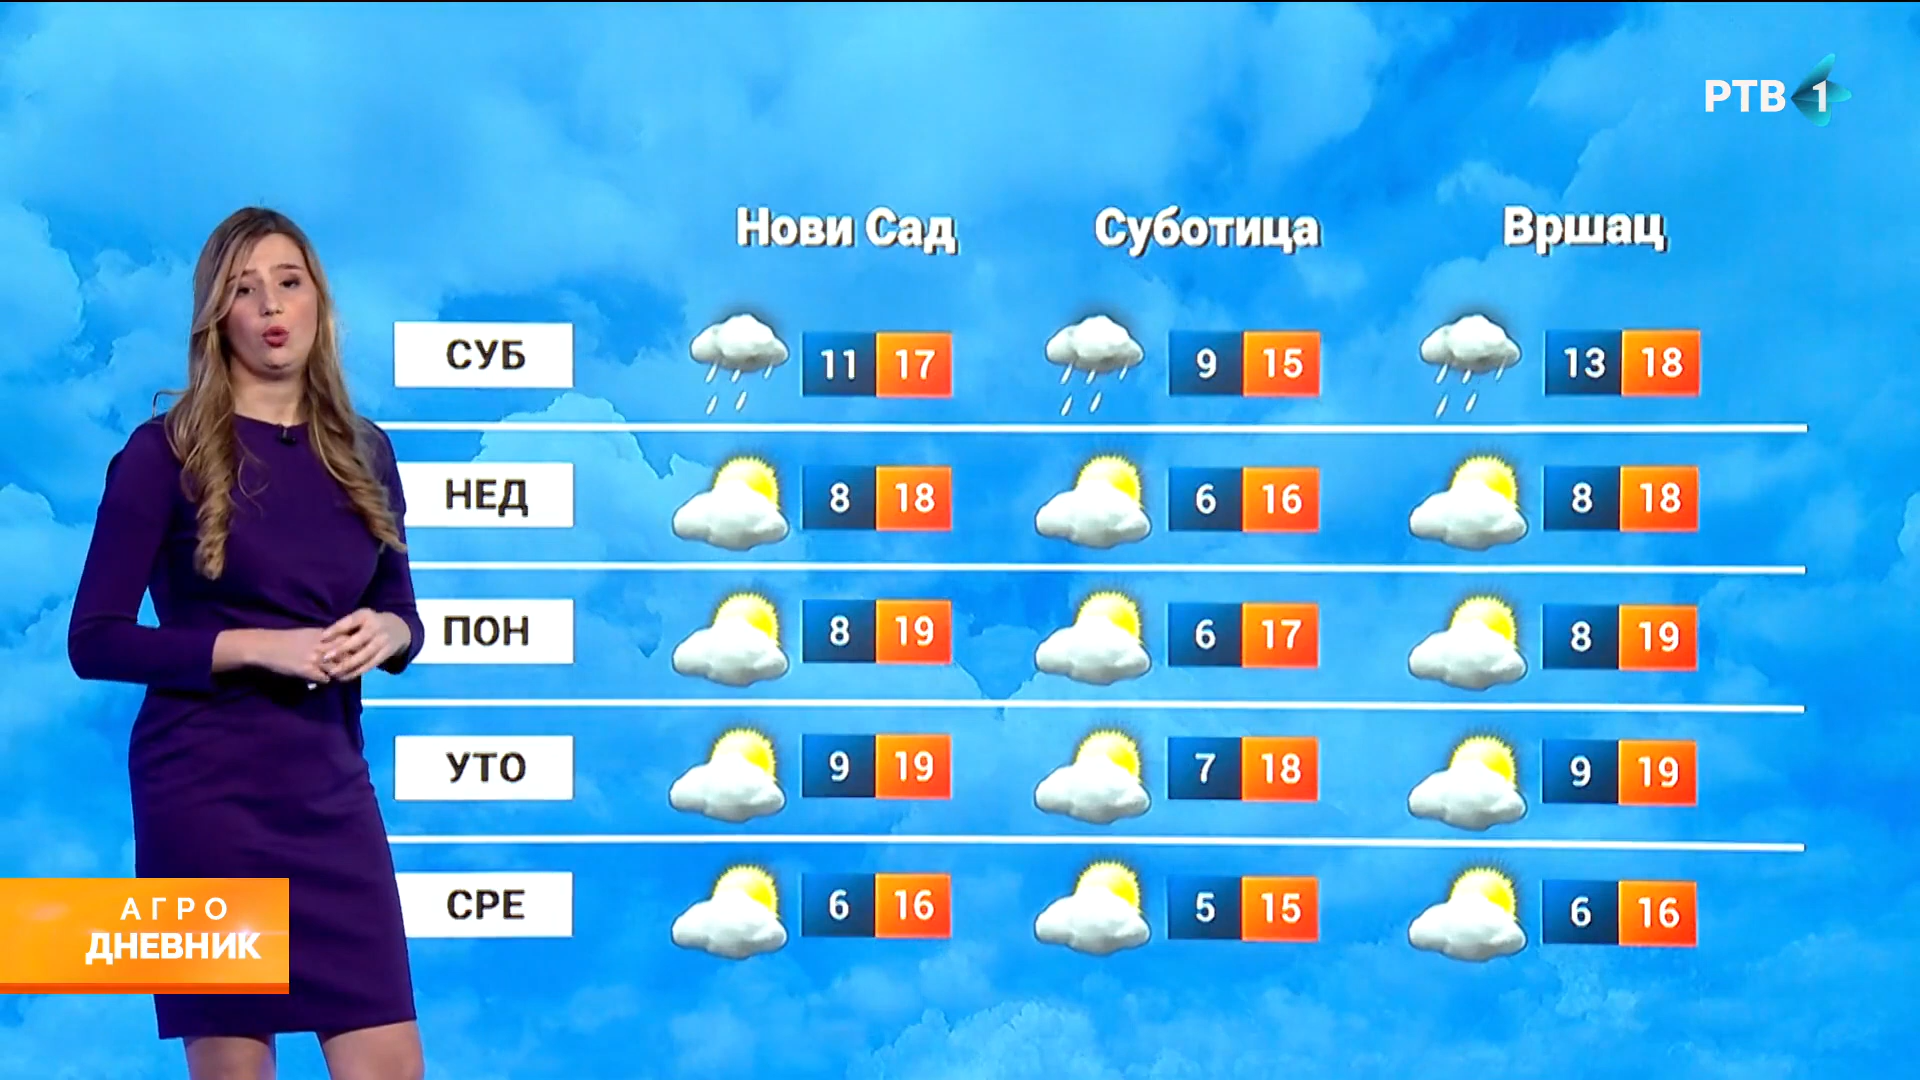 РТВ 1
Нови Сад Суботица Вршац
СУБ 11 17 9 15 13 18
НЕД 8 18 6 16 8 18
ПОН 8 19 6 17 8 19
УТО 9 19 7 18 9 19
СРЕ 6 16 5 15 6 16
АГРО
ДНЕВНИК